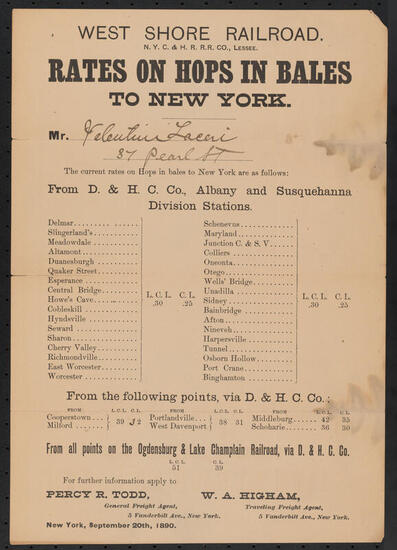 WEST SHORE RAILROAD.
N. Y. C. & H. R. R.R. CO., LESSEE.
RATES ON HOPS IN BALES
TO NEW YORK.
Mr.
37 Pearl St
The current rates on Hops in bales to New York are as follows:
From D. & H. C. Co., Albany and Susquehanna
Division Stations.
Delmar
Slingerland's
Meadowdale
Altamont
Duanesburgh
Quaker Street
Esperance
Central Bridge
Howe's Cave
Cobleskill
Hyndsville
Seward
Sharon
Cherry Valley
Richmondville
East Worcester
Worcester
L. C. L. C. L.
.30 .25
Schenevus
Maryland
Junction C. & S. V.
Colliers
Oneonta
Otego
Wells' Bridge
Unadilla
Sidney
Bainbridge
Afton
Nineveh
Harpersville
Tunnel
Osborn Hollow
Port Crane
Binghamton
L. C. L. C. L.
.30 .25
From the following points, via D. & H. C. Co.:
FROM L.C.L. C.L. FROM L.C.L. C.L. FROM L.C.L. C.L.
Cooperstown Portlandville Middleburg 42 35
Milford 39 32 West Davenport 38 31 Schoharie 36 30
From all points on the Ogdensburg & Lake Champlain Railroad, via D. & H. C. Co.
L.C.L. C.L.
51 39
For further information apply to
PERCY R. TODD, W. A. HIGHAM,
General Freight Agent, Traveling Freight Agent,
5 Vanderbilt Ave., New York. 5 Vanderbilt Ave., New York.
New York, September 20th, 1890.